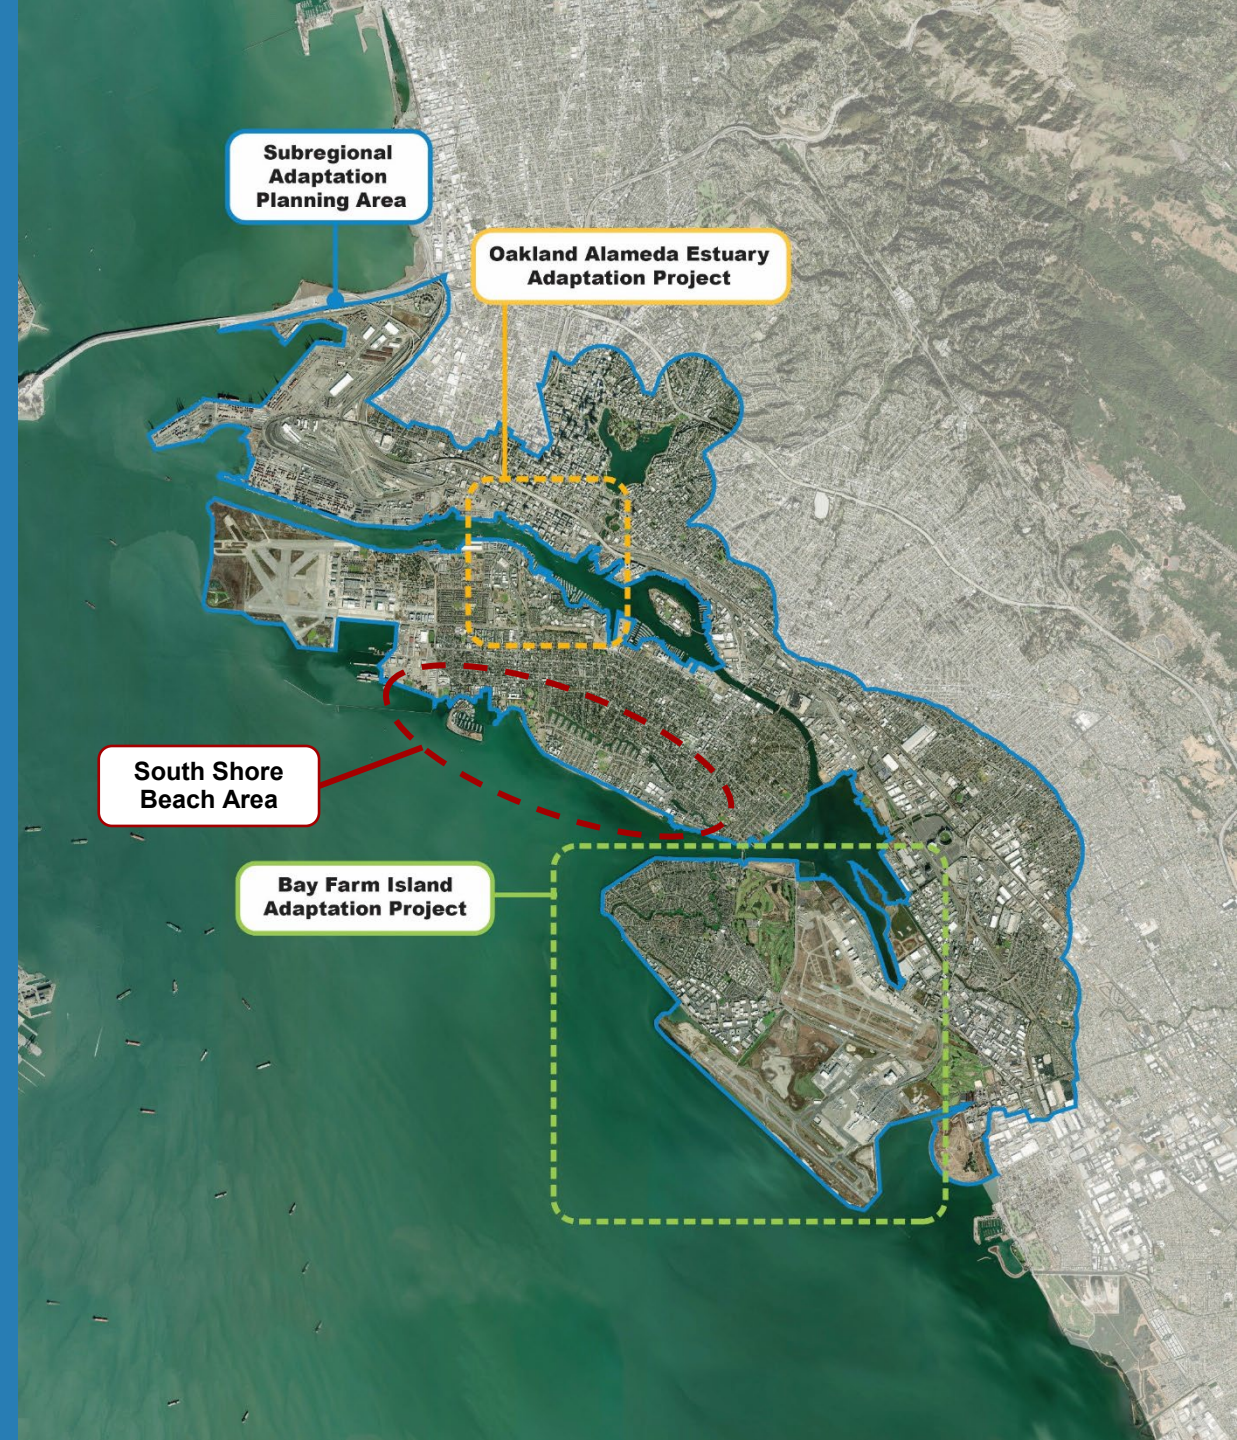 Subregional
Adaptation
Planning Area
Oakland Alameda Estuary
Adaptation Project
South Shore
Beach Area
Bay Farm Island
Adaptation Project